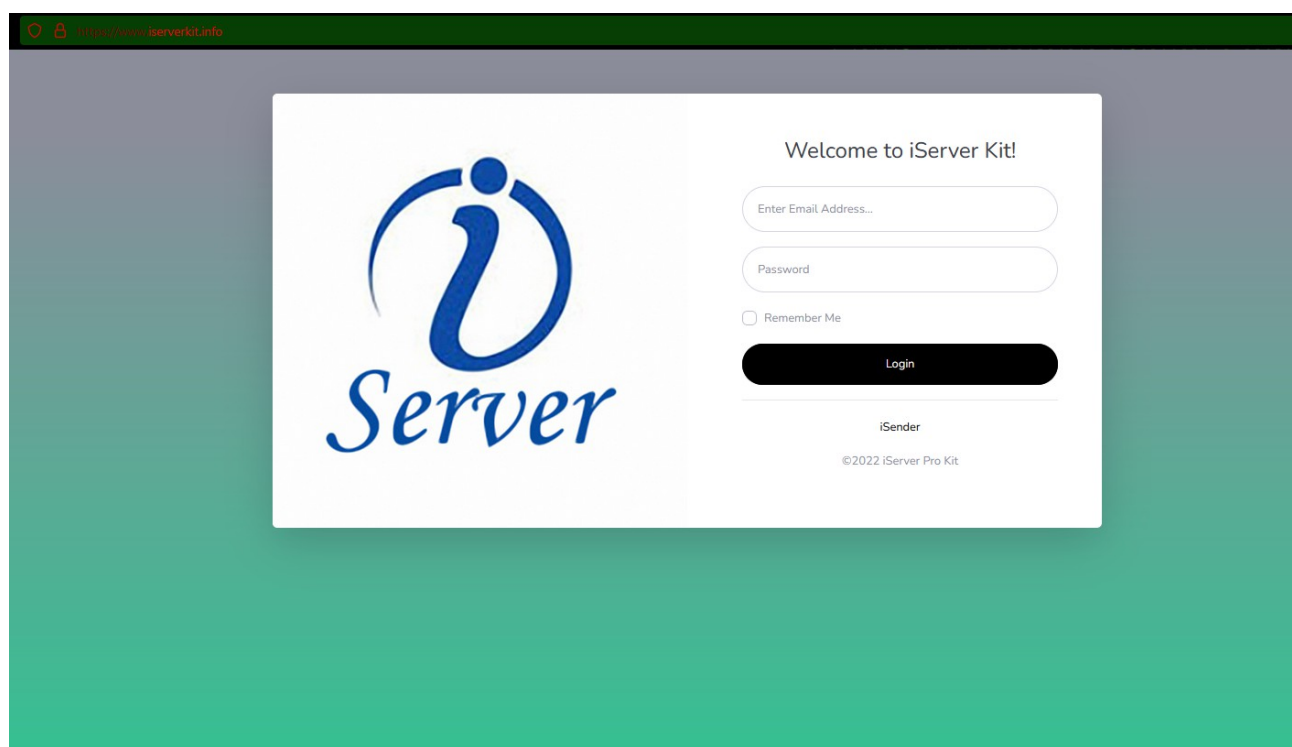 https://www.iserverkit.info
i
Server
Welcome to iServer Kit!
Enter Email Address...
Password
Remember Me
Login
iSender
©2022 iServer Pro Kit